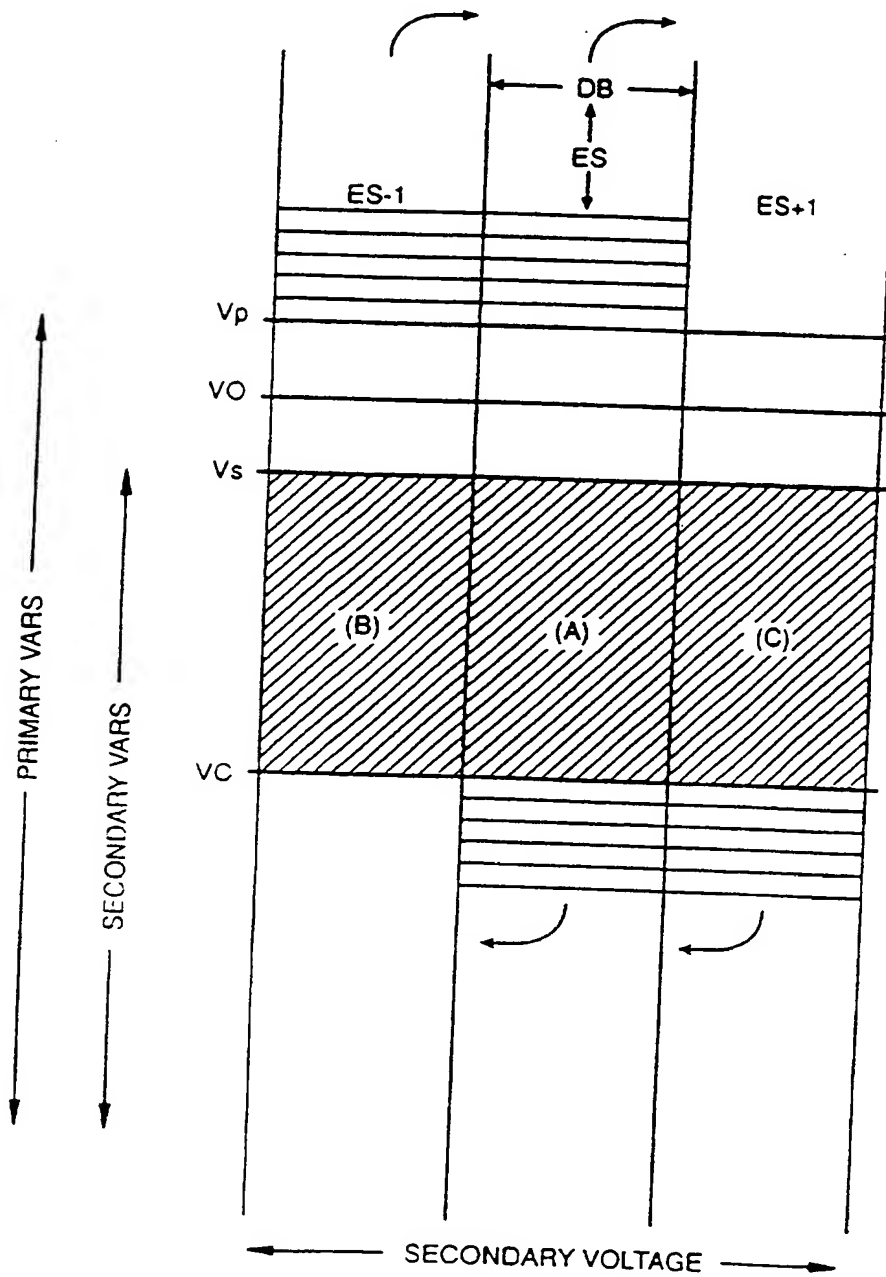 DB
ES
ES-1
ES+1
Vp
VO
Vs
(B)
(A)
(C)
VC
PRIMARY VARS
SECONDARY VARS
SECONDARY VOLTAGE